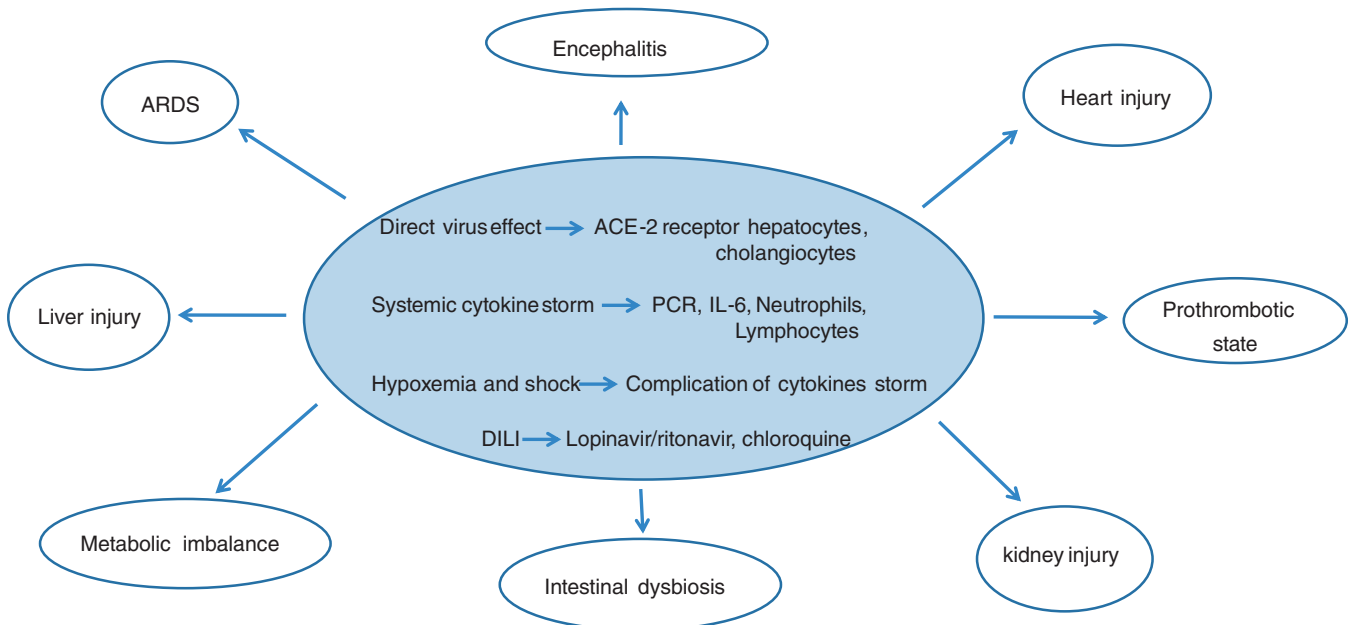 Encephalitis
ARDS
Heart injury
Direct virus effect ACE-2 receptor hepatocytes,
cholangiocytes
Systemic cytokine storm PCR, IL-6, Neutrophils,
Lymphocytes
Liver injury
Prothrombotic
state
Hypoxemia and shock Complication of cytokines storm
DILI Lopinavir/ritonavir, chloroquine
Metabolic imbalance
Intestinal dysbiosis
kidney injury